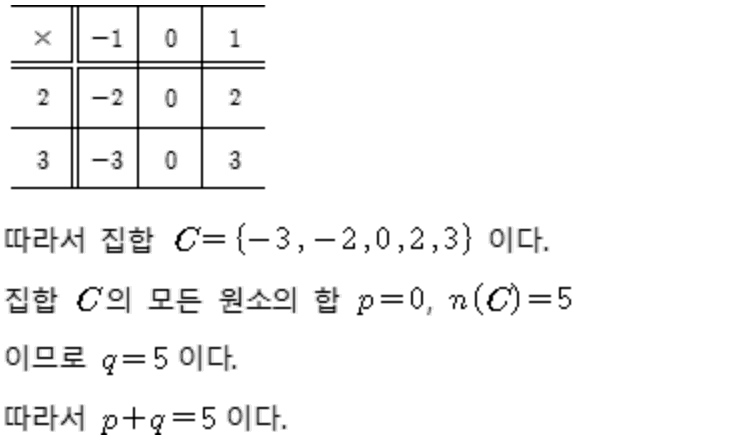 × −1 0 1
2 −2 0 2
3 −3 0 3
따라서 집합 C={−3,−2,0,2,3} 이다.
집합 C의 모든 원소의 합 p=0, n(C)=5
이므로 q=5 이다.
따라서 p+q=5 이다.